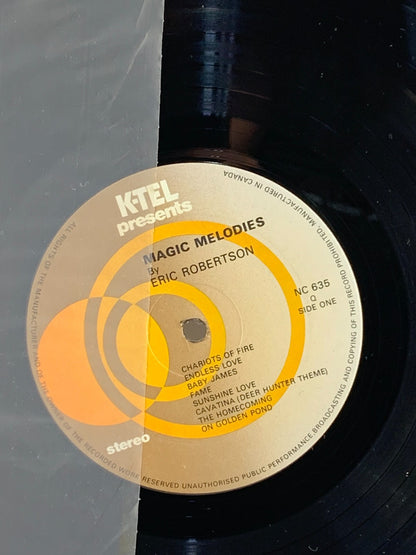 K-TEL
presents
MAGIC MELODIES
By
ERIC ROBERTSON
NC 635
Q
SIDE ONE
CHARIOTS OF FIRE
ENDLESS LOVE
BABY JAMES
FAME
SUNSHINE LOVE
CAVATINA (DEER HUNTER THEME)
THE HOMECOMING
ON GOLDEN POND
stereo
ALL RIGHTS OF THE MANUFACTURER AND OF THE OWNER OF THE RECORDED WORK RESERVED UNAUTHORISED PUBLIC PERFORMANCE BROADCASTING AND COPYING OF THIS RECORD PROHIBITED. MANUFACTURED IN CANADA